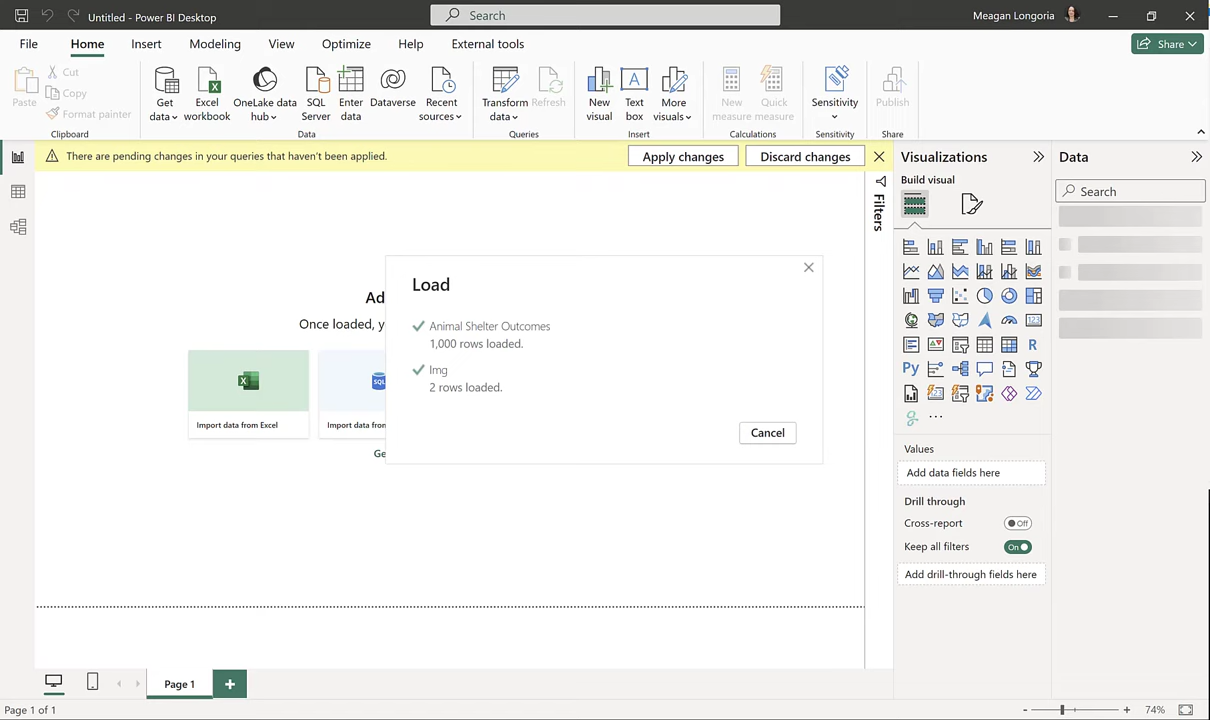 Untitled - Power BI Desktop
Search
Meagan Longoria
File
Home
Insert
Modeling
View
Optimize
Help
External tools
Share
Paste
Cut
Copy
Format painter
Clipboard
Get data
Excel workbook
OneLake data hub
SQL Server
Enter data
Dataverse
Recent sources
Data
Transform data
Refresh
Queries
New visual
Text box
More visuals
Insert
New measure
Quick measure
Calculations
Sensitivity
Sensitivity
Publish
Share
There are pending changes in your queries that haven't been applied.
Apply changes
Discard changes
Filters
Visualizations
Build visual
Data
Search
Ad
Once loaded, y
Import data from Excel
SQL
Import data from
Ge
Load
Animal Shelter Outcomes
1,000 rows loaded.
Img
2 rows loaded.
Cancel
123
R
Py
Values
Add data fields here
Drill through
Cross-report
Off
Keep all filters
On
Add drill-through fields here
Page 1
Page 1 of 1
74%